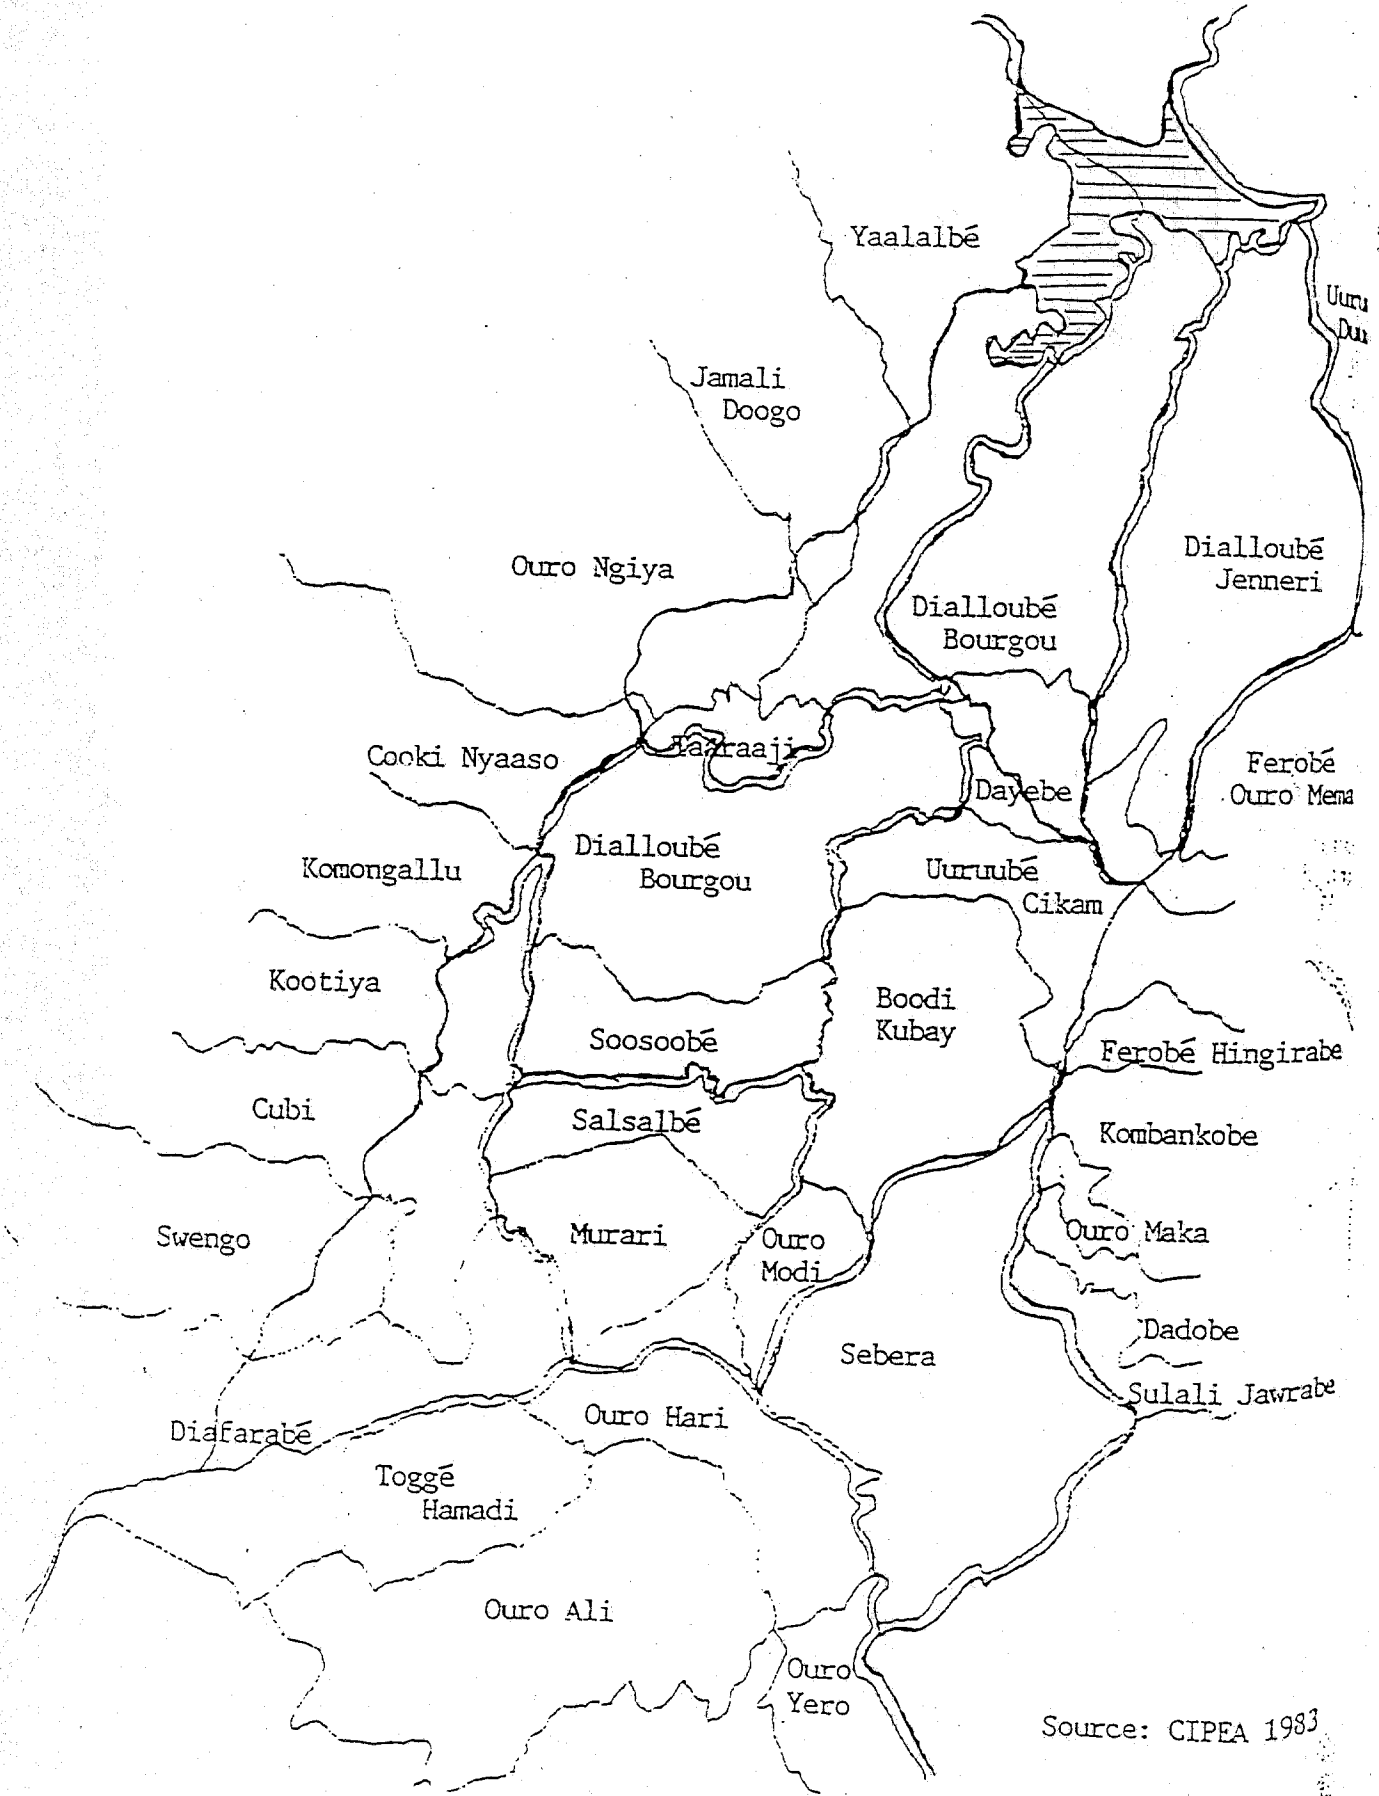 Yaalalbé
Uuru
Duu
Jamali
Doogo
Ouro Ngiya
Dialloubé
Jenneri
Dialloubé
Bourgou
Cooki Nyaaso
Taaraaji
Ferobé
Ouro Mema
Dayebe
Dialloubé
Bourgou
Komongallu
Uuruubé
Cikam
Kootiya
Boodi
Kubay
Soosoobé
Ferobé Hingirabe
Cubi
Salsalbé
Kombankobe
Swengo
Murari
Ouro
Modi
Ouro Maka
Dadobe
Sebera
Sulali Jawrabe
Diafarabé
Ouro Hari
Toggé
Hamadi
Ouro Ali
Ouro
Yero
Source: CIPEA 1983